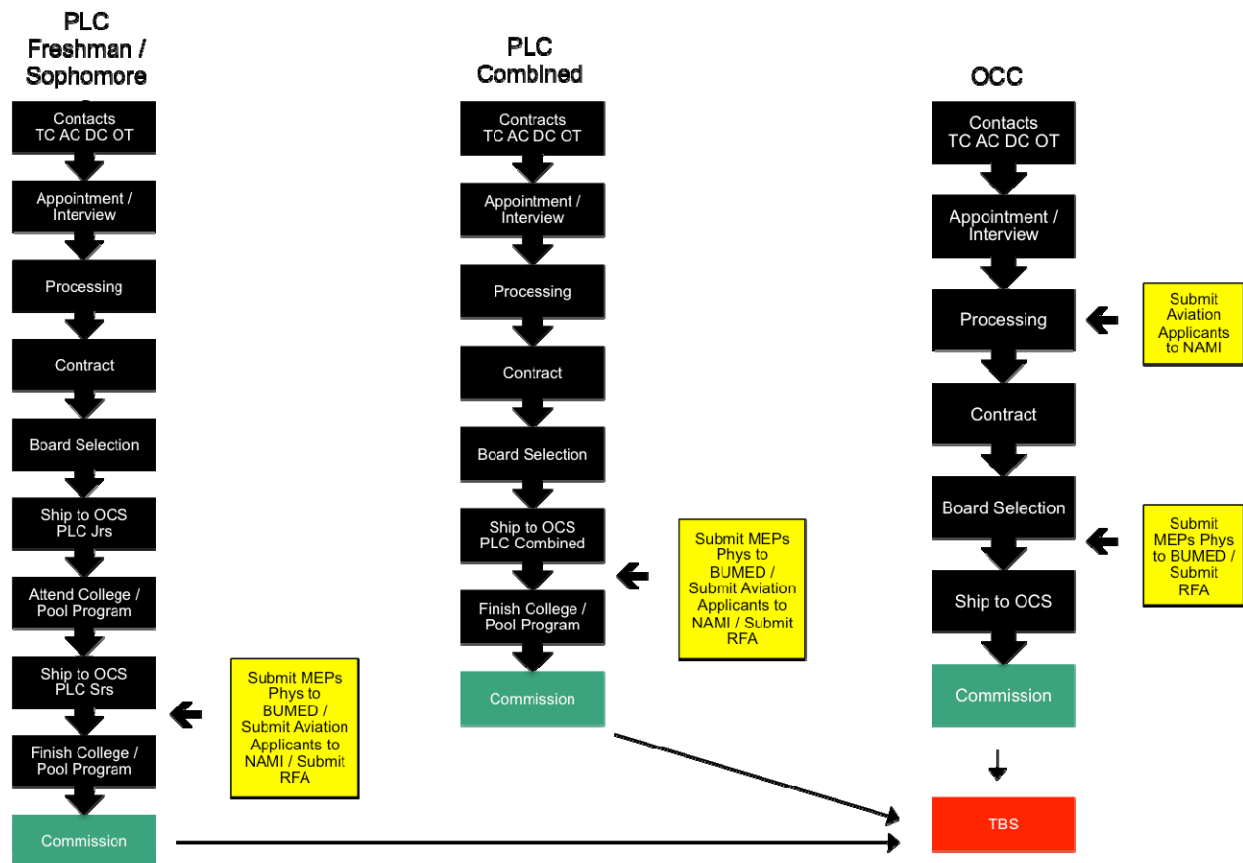 PLC
Freshman /
Sophomore
Contacts
TC AC DC OT
Appointment /
Interview
Processing
Contract
Board Selection
Ship to OCS
PLC Jrs
Attend College /
Pool Program
Ship to OCS
PLC Srs
Finish College /
Pool Program
Commission
Submit MEPs
Phys to
BUMED /
Submit Aviation
Applicants to
NAMI / Submit
RFA
PLC
Combined
Contracts
TC AC DC OT
Appointment /
Interview
Processing
Contract
Board Selection
Ship to OCS
PLC Combined
Finish College /
Pool Program
Commission
Submit MEPs
Phys to
BUMED /
Submit Aviation
Applicants to
NAMI / Submit
RFA
OCC
Contacts
TC AC DC OT
Appointment /
Interview
Processing
Contract
Board Selection
Ship to OCS
Commission
TBS
Submit
Aviation
Applicants
to NAMI
Submit
MEPs Phys
to BUMED /
Submit
RFA